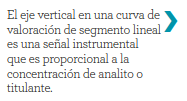 El eje vertical en una curva de
valoración de segmento lineal
es una señal instrumental
que es proporcional a la
concentración de analito o
titulante.